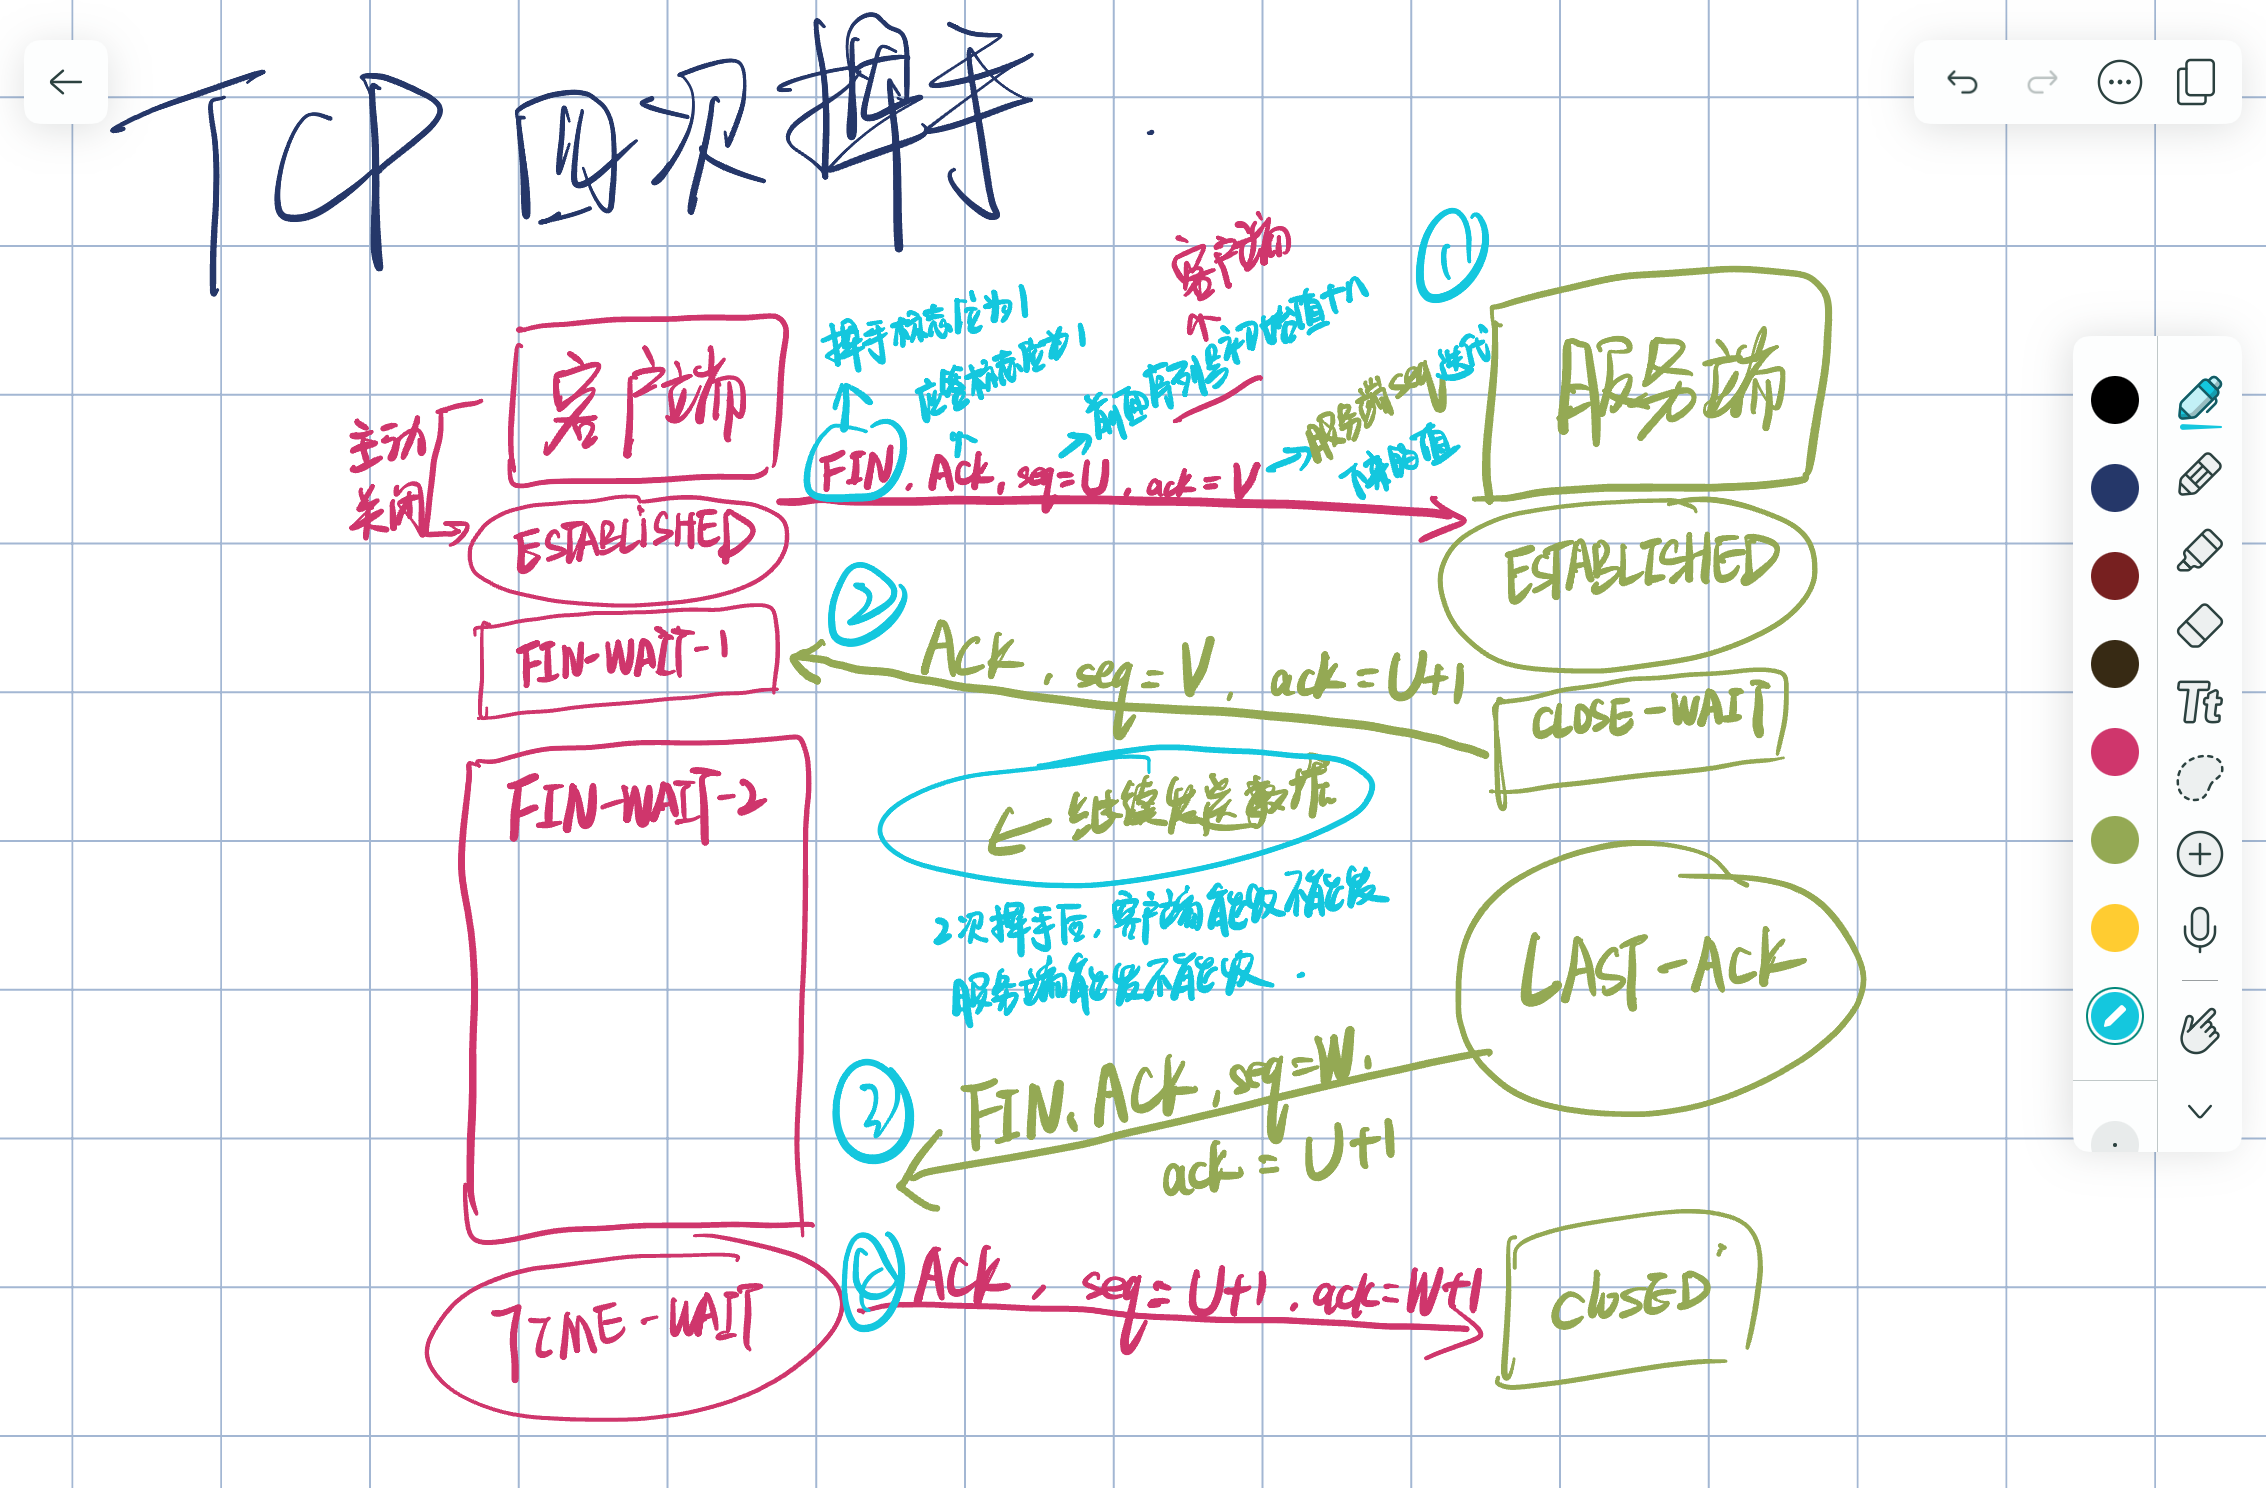 TCP 四次挥手.
客户端
①
挥手标志位为1
应答标志位为1
前面序列号初始值+n
服务端seq V 迭代
下来的值
客户端
服务端
主动
关闭
FIN, Ack, seq=U, ack=V
ESTABLISHED
ESTABLISHED
②
FIN-WAIT-1
ACK, seq=V, ack=U+1
CLOSE-WAIT
FIN-WAIT-2
← 继续发送数据
2次挥手后,客户端能收不能发
服务端能发不能收.
LAST-ACK
③
FIN, ACK, seq=W,
ack=U+1
TIME-WAIT
④
ACK, seq=U+1, ack=W+1
CLOSED
Tt